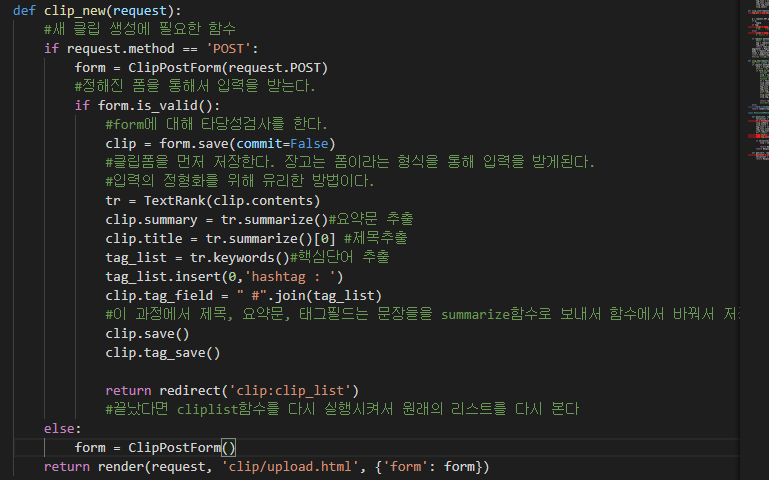 def clip_new(request):
    #새 클립 생성에 필요한 함수
    if request.method == 'POST':
        form = ClipPostForm(request.POST)
        #정해진 폼을 통해서 입력을 받는다.
        if form.is_valid():
            #form에 대해 타당성검사를 한다.
            clip = form.save(commit=False)
            #클립폼을 먼저 저장한다. 장고는 폼이라는 형식을 통해 입력을 받게된다.
            #입력의 정형화를 위해 유리한 방법이다.
            tr = TextRank(clip.contents)
            clip.summary = tr.summarize()#요약문 추출
            clip.title = tr.summarize()[0] #제목추출
            tag_list = tr.keywords()#핵심단어 추출
            tag_list.insert(0,'hashtag : ')
            clip.tag_field = " #".join(tag_list)
            #이 과정에서 제목, 요약문, 태그필드는 문장들을 summarize함수로 보내서 함수에서 바꿔서
            clip.save()
            clip.tag_save()

            return redirect('clip:clip_list')
            #끝났다면 cliplist함수를 다시 실행시켜서 원래의 리스트를 다시 본다
    else:
        form = ClipPostForm()
    return render(request, 'clip/upload.html', {'form': form})